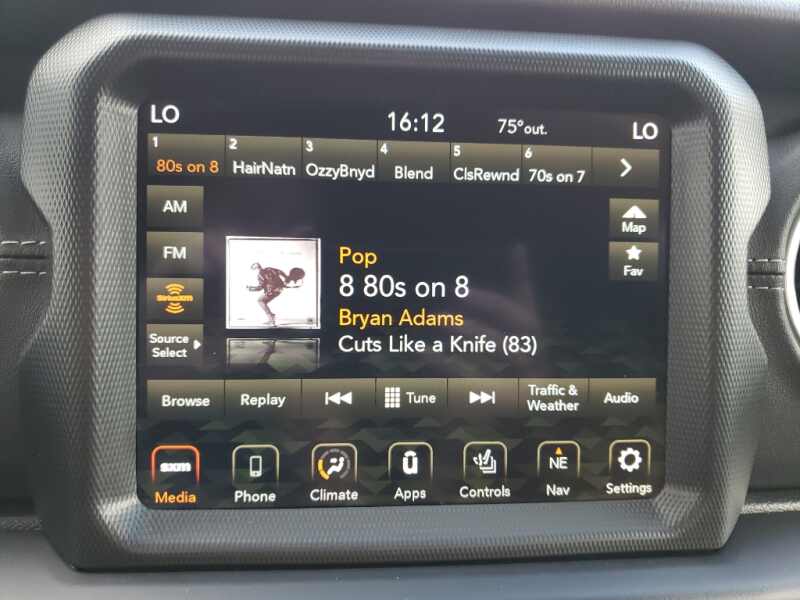 LO
16:12
75°out.
LO
1
80s on 8
2
HairNatn
3
OzzyBnyd
4
Blend
5
ClsRewnd
6
70s on 7
AM
FM
SiriusXM
Source
Select
Map
Fav
Pop
8 80s on 8
Bryan Adams
Cuts Like a Knife (83)
Browse
Replay
Tune
Traffic &
Weather
Audio
sxm
Media
Phone
Climate
Apps
Controls
NE
Nav
Settings